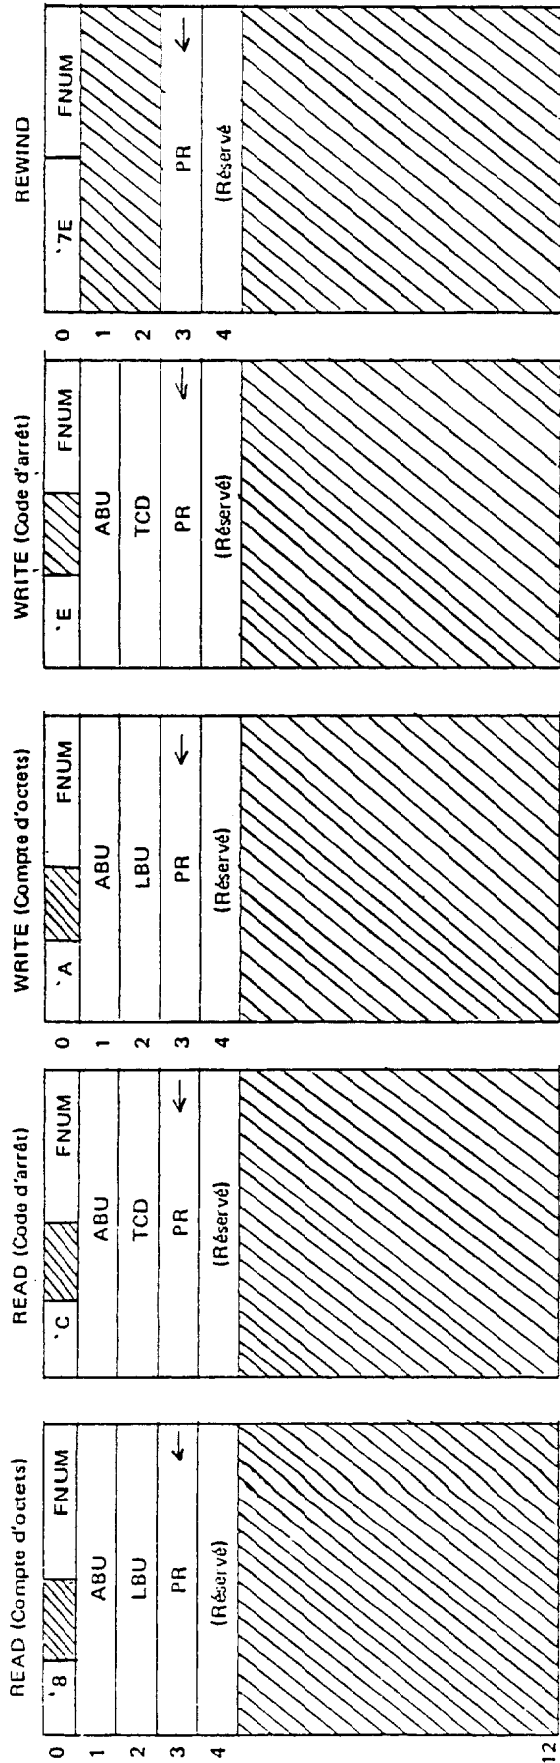 READ (Compte d'octets)
0 '8 FNUM
1 ABU
2 LBU
3 PR ←
4 (Réservé)
12
READ (Code d'arrêt)
'C FNUM
ABU
TCD
PR ←
(Réservé)
WRITE (Compte d'octets)
0 'A FNUM
1 ABU
2 LBU
3 PR ←
4 (Réservé)
WRITE (Code d'arrêt)
'E FNUM
ABU
TCD
PR ←
(Réservé)
REWIND
0 '7E FNUM
1
2
3 PR ←
4 (Réservé